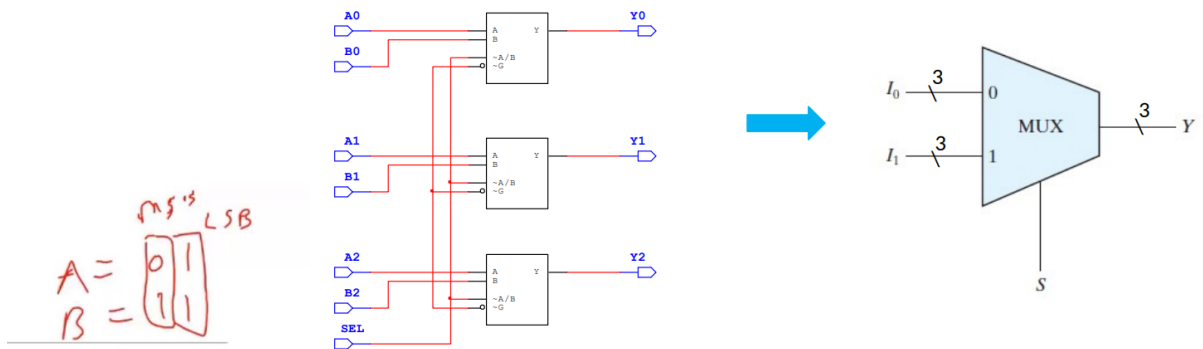 A0
B0
A
B
~A/B
~G
Y
Y0
A1
B1
A
B
~A/B
~G
Y
Y1
A2
B2
SEL
A
B
~A/B
~G
Y
Y2
I0 3 0
I1 3 1
MUX
3 Y
S
LSB
A = 0 1
B = 1 1